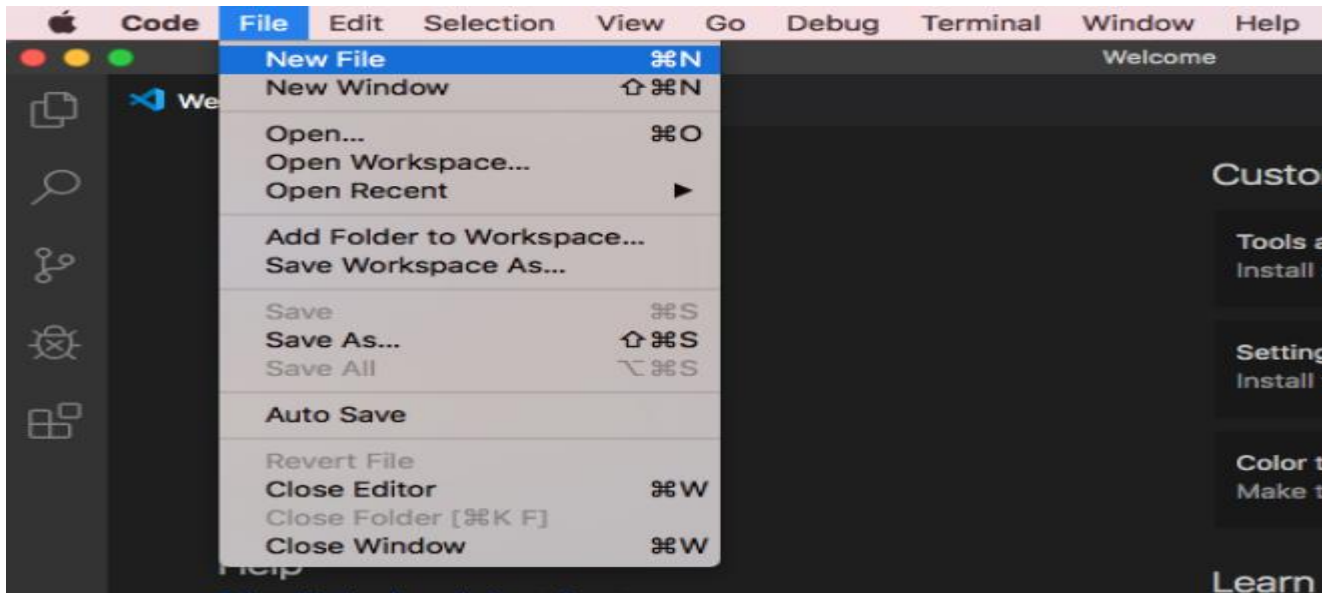 Code File Edit Selection View Go Debug Terminal Window Help
Welcome
New File ⌘N
New Window ⇧⌘N
Open... ⌘O
Open Workspace...
Open Recent ▶
Add Folder to Workspace...
Save Workspace As...
Save ⌘S
Save As... ⇧⌘S
Save All ⌥⌘S
Auto Save
Revert File
Close Editor ⌘W
Close Folder [⌘K F]
Close Window ⌘W
We
Help
Custo
Tools a
Install
Setting
Install
Color t
Make t
Learn